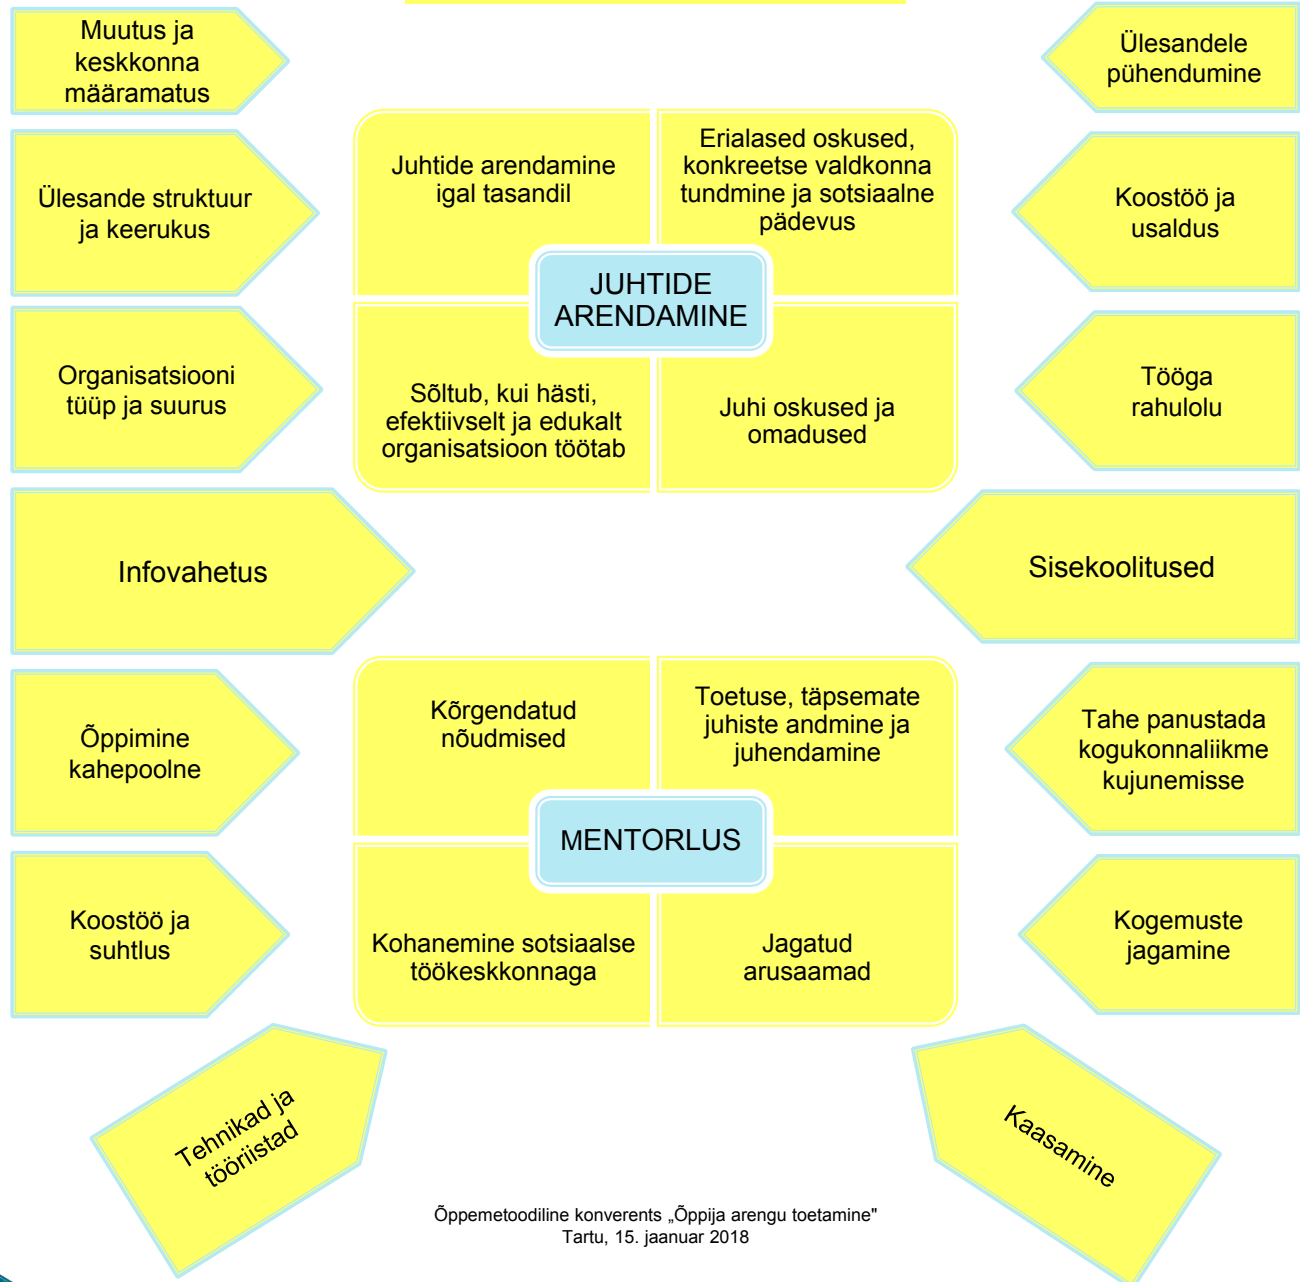 Muutus ja
keskkonna
määramatus
Ülesandele
pühendumine
Juhtide arendamine
igal tasandil
Erialased oskused,
konkreetse valdkonna
tundmine ja sotsiaalne
pädevus
Ülesande struktuur
ja keerukus
Koostöö ja
usaldus
JUHTIDE
ARENDAMINE
Organisatsiooni
tüüp ja suurus
Sõltub, kui hästi,
efektiivselt ja edukalt
organisatsioon töötab
Juhi oskused ja
omadused
Tööga
rahulolu
Infovahetus
Sisekoolitused
Õppimine
kahepoolne
Kõrgendatud
nõudmised
Toetuse, täpsemate
juhiste andmine ja
juhendamine
Tahe panustada
kogukonnaliikme
kujunemisse
MENTORLUS
Koostöö ja
suhtlus
Kohanemine sotsiaalse
töökeskkonnaga
Jagatud
arusaamad
Kogemuste
jagamine
Tehnikad ja
tööriistad
Kaasamine
Õppemetoodiline konverents „Õppija arengu toetamine"
Tartu, 15. jaanuar 2018